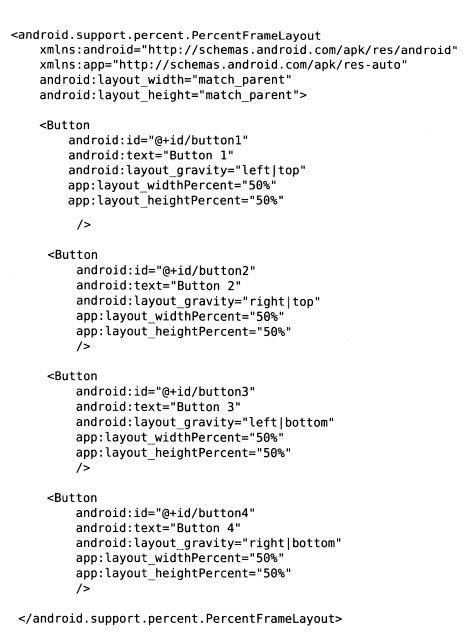 <android.support.percent.PercentFrameLayout
xmlns:android="http://schemas.android.com/apk/res/android"
xmlns:app="http://schemas.android.com/apk/res-auto"
android:layout_width="match_parent"
android:layout_height="match_parent">
<Button
android:id="@+id/button1"
android:text="Button 1"
android:layout_gravity="left|top"
app:layout_widthPercent="50%"
app:layout_heightPercent="50%"
/>
<Button
android:id="@+id/button2"
android:text="Button 2"
android:layout_gravity="right|top"
app:layout_widthPercent="50%"
app:layout_heightPercent="50%"
/>
<Button
android:id="@+id/button3"
android:text="Button 3"
android:layout_gravity="left|bottom"
app:layout_widthPercent="50%"
app:layout_heightPercent="50%"
/>
<Button
android:id="@+id/button4"
android:text="Button 4"
android:layout_gravity="right|bottom"
app:layout_widthPercent="50%"
app:layout_heightPercent="50%"
/>
</android.support.percent.PercentFrameLayout>